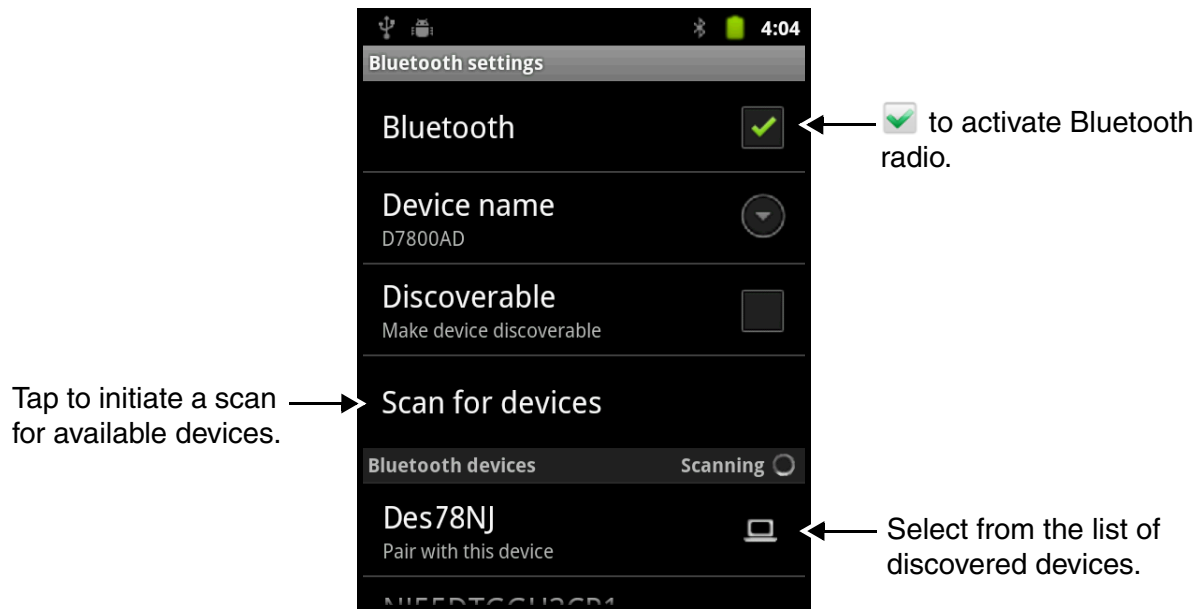 4:04
Bluetooth settings
Bluetooth
to activate Bluetooth
radio.
Device name
D7800AD
Discoverable
Make device discoverable
Tap to initiate a scan
for available devices.
Scan for devices
Bluetooth devices Scanning
Des78NJ
Pair with this device
Select from the list of
discovered devices.